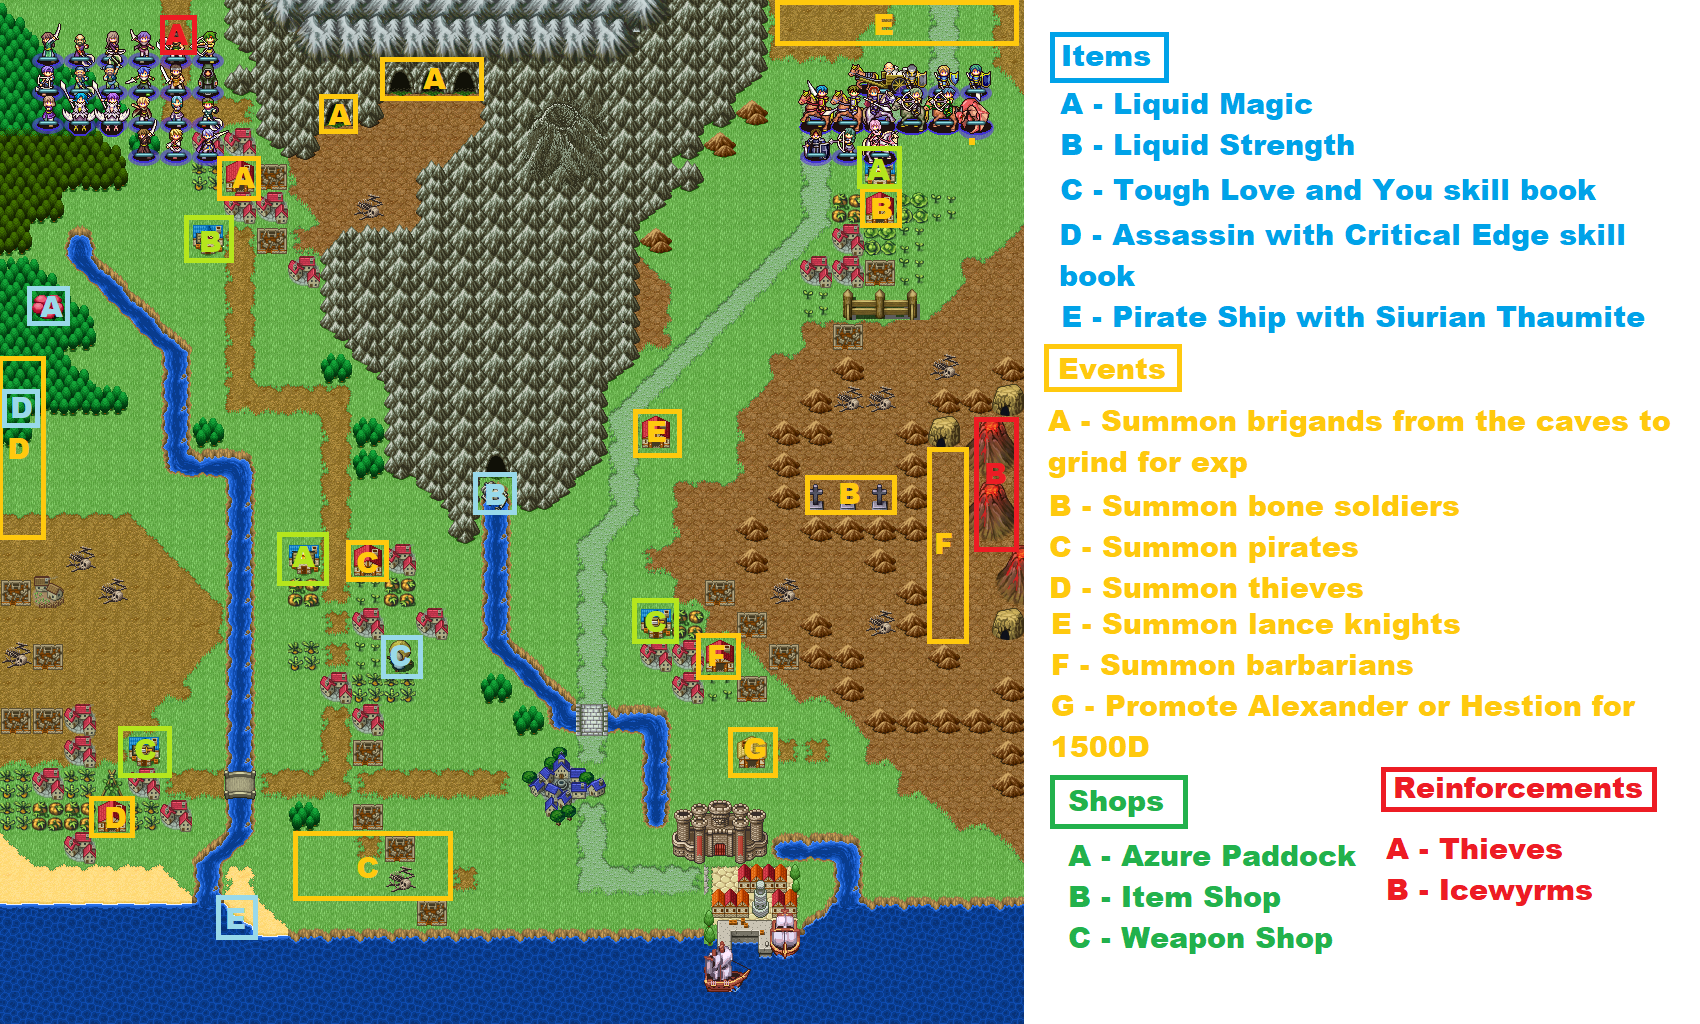 A
E
A
A
A
A
B
B
A
D
D
E
B
B
B
F
A
C
C
C
F
C
G
D
C
E
Items
A - Liquid Magic
B - Liquid Strength
C - Tough Love and You skill book
D - Assassin with Critical Edge skill
book
E - Pirate Ship with Siurian Thaumite
Events
A - Summon brigands from the caves to
grind for exp
B - Summon bone soldiers
C - Summon pirates
D - Summon thieves
E - Summon lance knights
F - Summon barbarians
G - Promote Alexander or Hestion for
1500D
Shops
A - Azure Paddock
B - Item Shop
C - Weapon Shop
Reinforcements
A - Thieves
B - Icewyrms